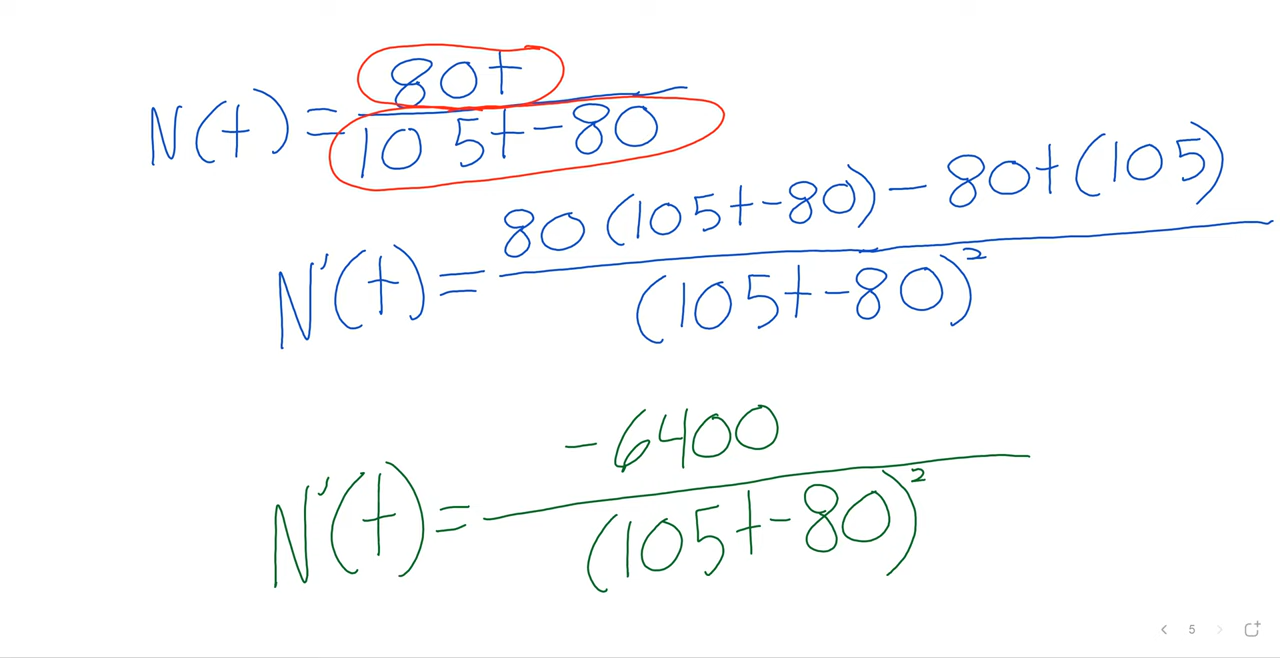 N(t) = 80t / 105t - 80
N'(t) = 80(105t - 80) - 80t(105) / (105t - 80)²
N'(t) = -6400 / (105t - 80)²
5